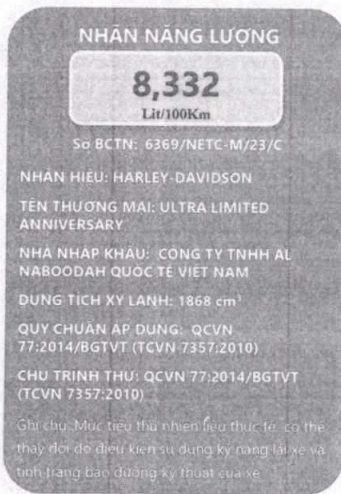 NHÃN NĂNG LƯỢNG
8,332
Lit/100Km
Số BCTN: 6369/NETC-M/23/C
NHÃN HIỆU: HARLEY-DAVIDSON
TÊN THƯƠNG MẠI: ULTRA LIMITED
ANNIVERSARY
NHÀ NHẬP KHẨU: CÔNG TY TNHH AL
NABOODAH QUỐC TẾ VIỆT NAM
DUNG TÍCH XY LANH: 1868 cm³
QUY CHUẨN ÁP DỤNG: QCVN
77:2014/BGTVT (TCVN 7357:2010)
CHU TRÌNH THỬ: QCVN 77:2014/BGTVT
(TCVN 7357:2010)
Ghi chú: Mức tiêu thụ nhiên liệu thực tế có thể
thay đổi do điều kiện sử dụng kỹ năng lái xe và
tình trạng bảo dưỡng kỹ thuật của xe